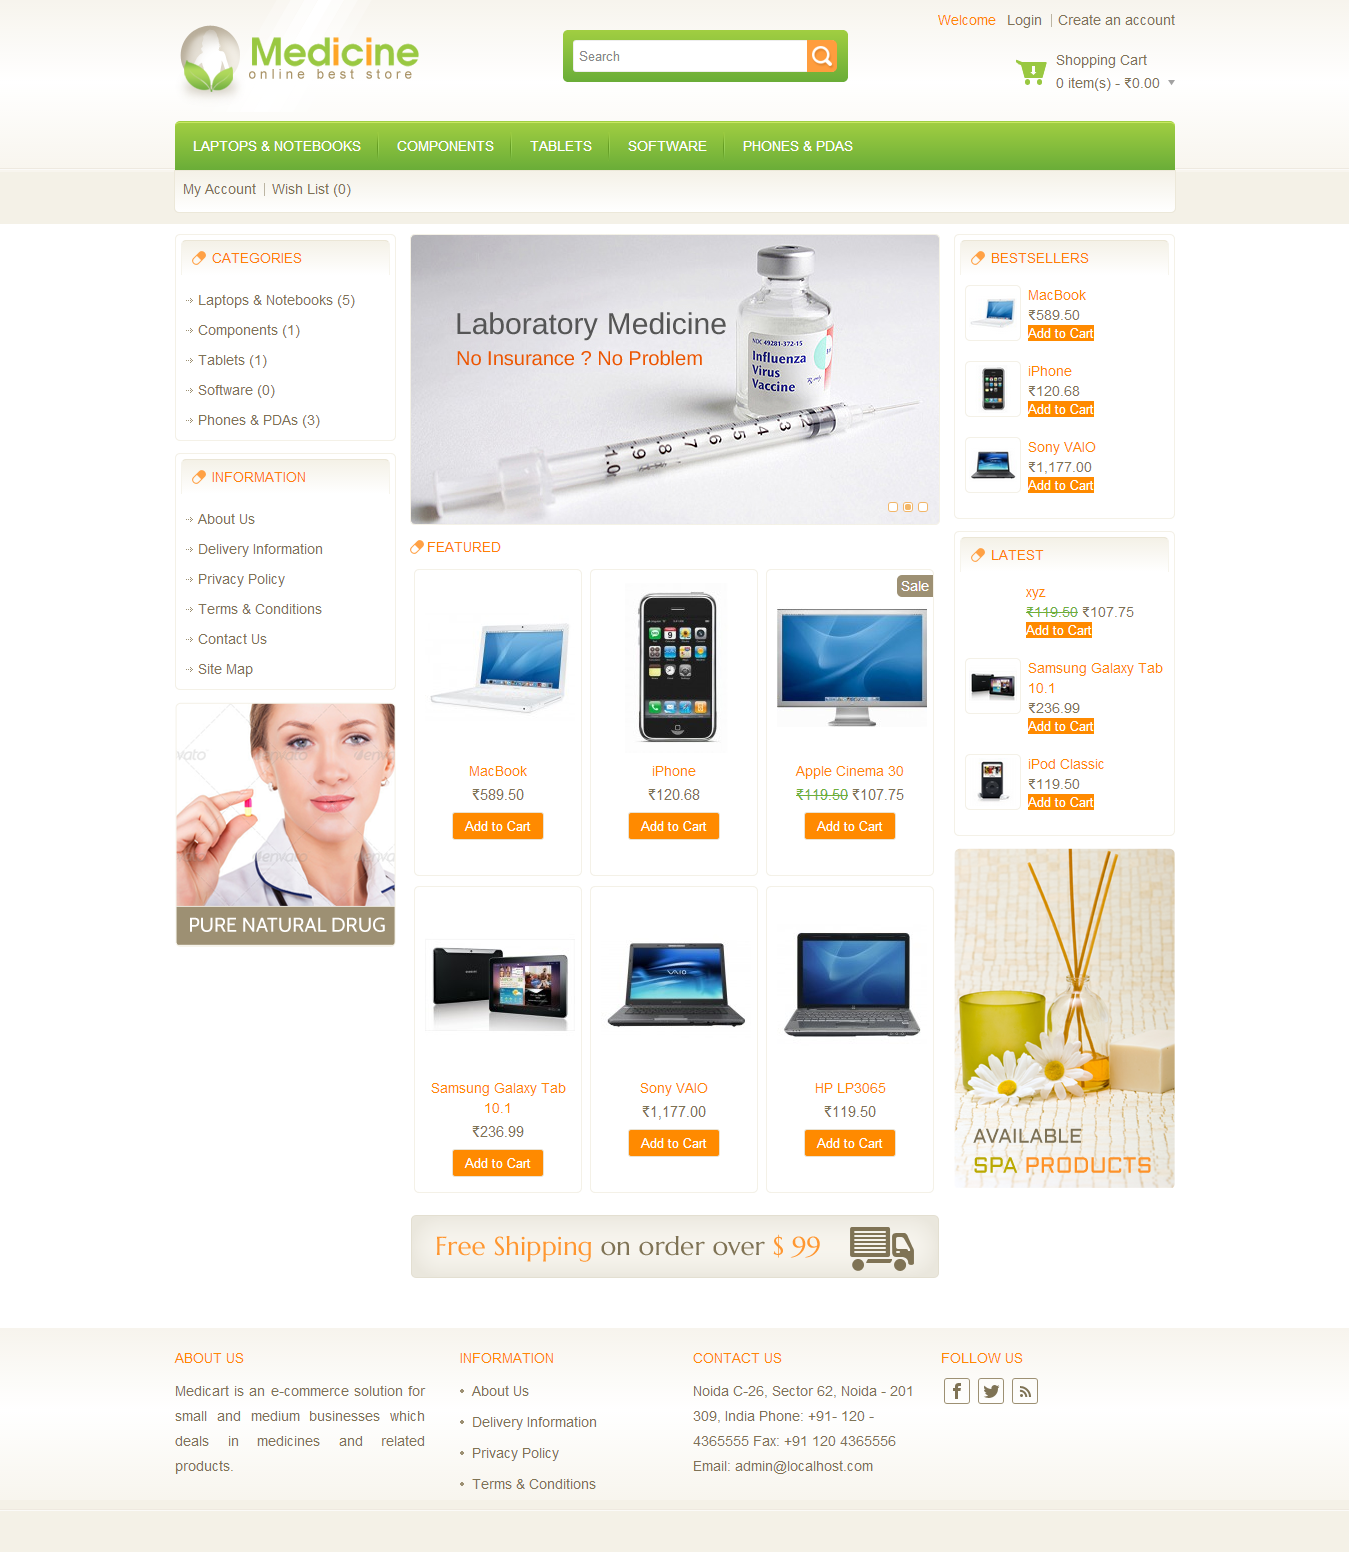 Welcome Login Create an account
Medicine
online best store
Search
Shopping Cart
0 item(s) - ₹0.00
LAPTOPS & NOTEBOOKS COMPONENTS TABLETS SOFTWARE PHONES & PDAS
My Account Wish List (0)
CATEGORIES
Laptops & Notebooks (5)
Components (1)
Tablets (1)
Software (0)
Phones & PDAs (3)
INFORMATION
About Us
Delivery Information
Privacy Policy
Terms & Conditions
Contact Us
Site Map
PURE NATURAL DRUG
Laboratory Medicine
No Insurance ? No Problem
NDC 49281-372-15
Influenza
Virus
Vaccine
FEATURED
MacBook
₹589.50
Add to Cart
iPhone
₹120.68
Add to Cart
Sale
Apple Cinema 30
₹119.50 ₹107.75
Add to Cart
Samsung Galaxy Tab
10.1
₹236.99
Add to Cart
VAIO
Sony VAIO
₹1,177.00
Add to Cart
HP LP3065
₹119.50
Add to Cart
Free Shipping on order over $ 99
BESTSELLERS
MacBook
₹589.50
Add to Cart
iPhone
₹120.68
Add to Cart
Sony VAIO
₹1,177.00
Add to Cart
LATEST
xyz
₹119.50 ₹107.75
Add to Cart
Samsung Galaxy Tab
10.1
₹236.99
Add to Cart
iPod Classic
₹119.50
Add to Cart
AVAILABLE
SPA PRODUCTS
ABOUT US
Medicart is an e-commerce solution for
small and medium businesses which
deals in medicines and related
products.
INFORMATION
About Us
Delivery Information
Privacy Policy
Terms & Conditions
CONTACT US
Noida C-26, Sector 62, Noida - 201
309, India Phone: +91- 120 -
4365555 Fax: +91 120 4365556
Email: admin@localhost.com
FOLLOW US